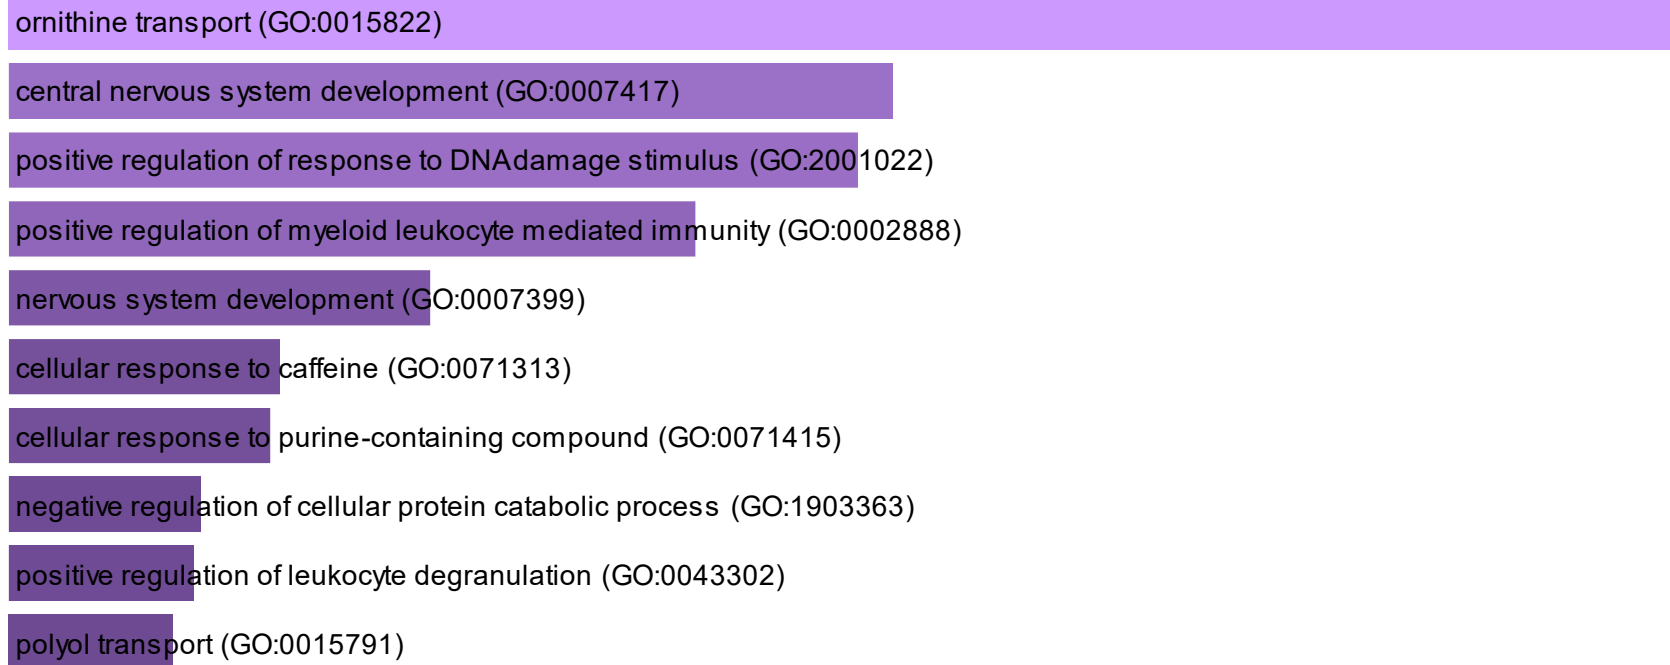 ornithine transport (GO:0015822)
central nervous system development (GO:0007417)
positive regulation of response to DNA damage stimulus (GO:2001022)
positive regulation of myeloid leukocyte mediated immunity (GO:0002888)
nervous system development (GO:0007399)
cellular response to caffeine (GO:0071313)
cellular response to purine-containing compound (GO:0071415)
negative regulation of cellular protein catabolic process (GO:1903363)
positive regulation of leukocyte degranulation (GO:0043302)
polyol transport (GO:0015791)